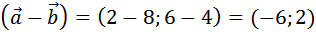 (a⃗ − b⃗) = (2 − 8; 6 − 4) = (−6; 2)